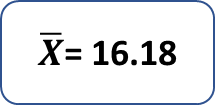 X̅ = 16.18